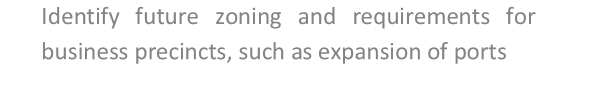 Identify future zoning and requirements for
business precincts, such as expansion of ports